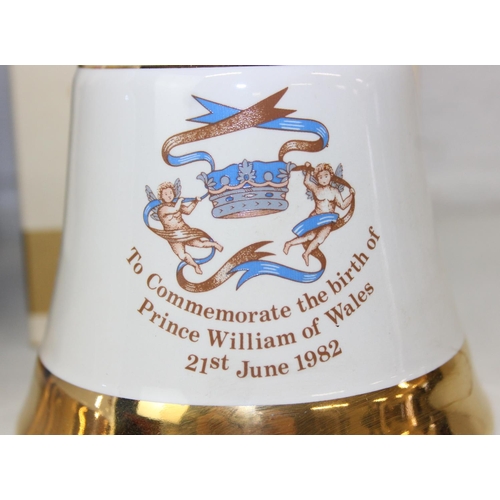 To Commemorate the birth of
Prince William of Wales
21st June 1982